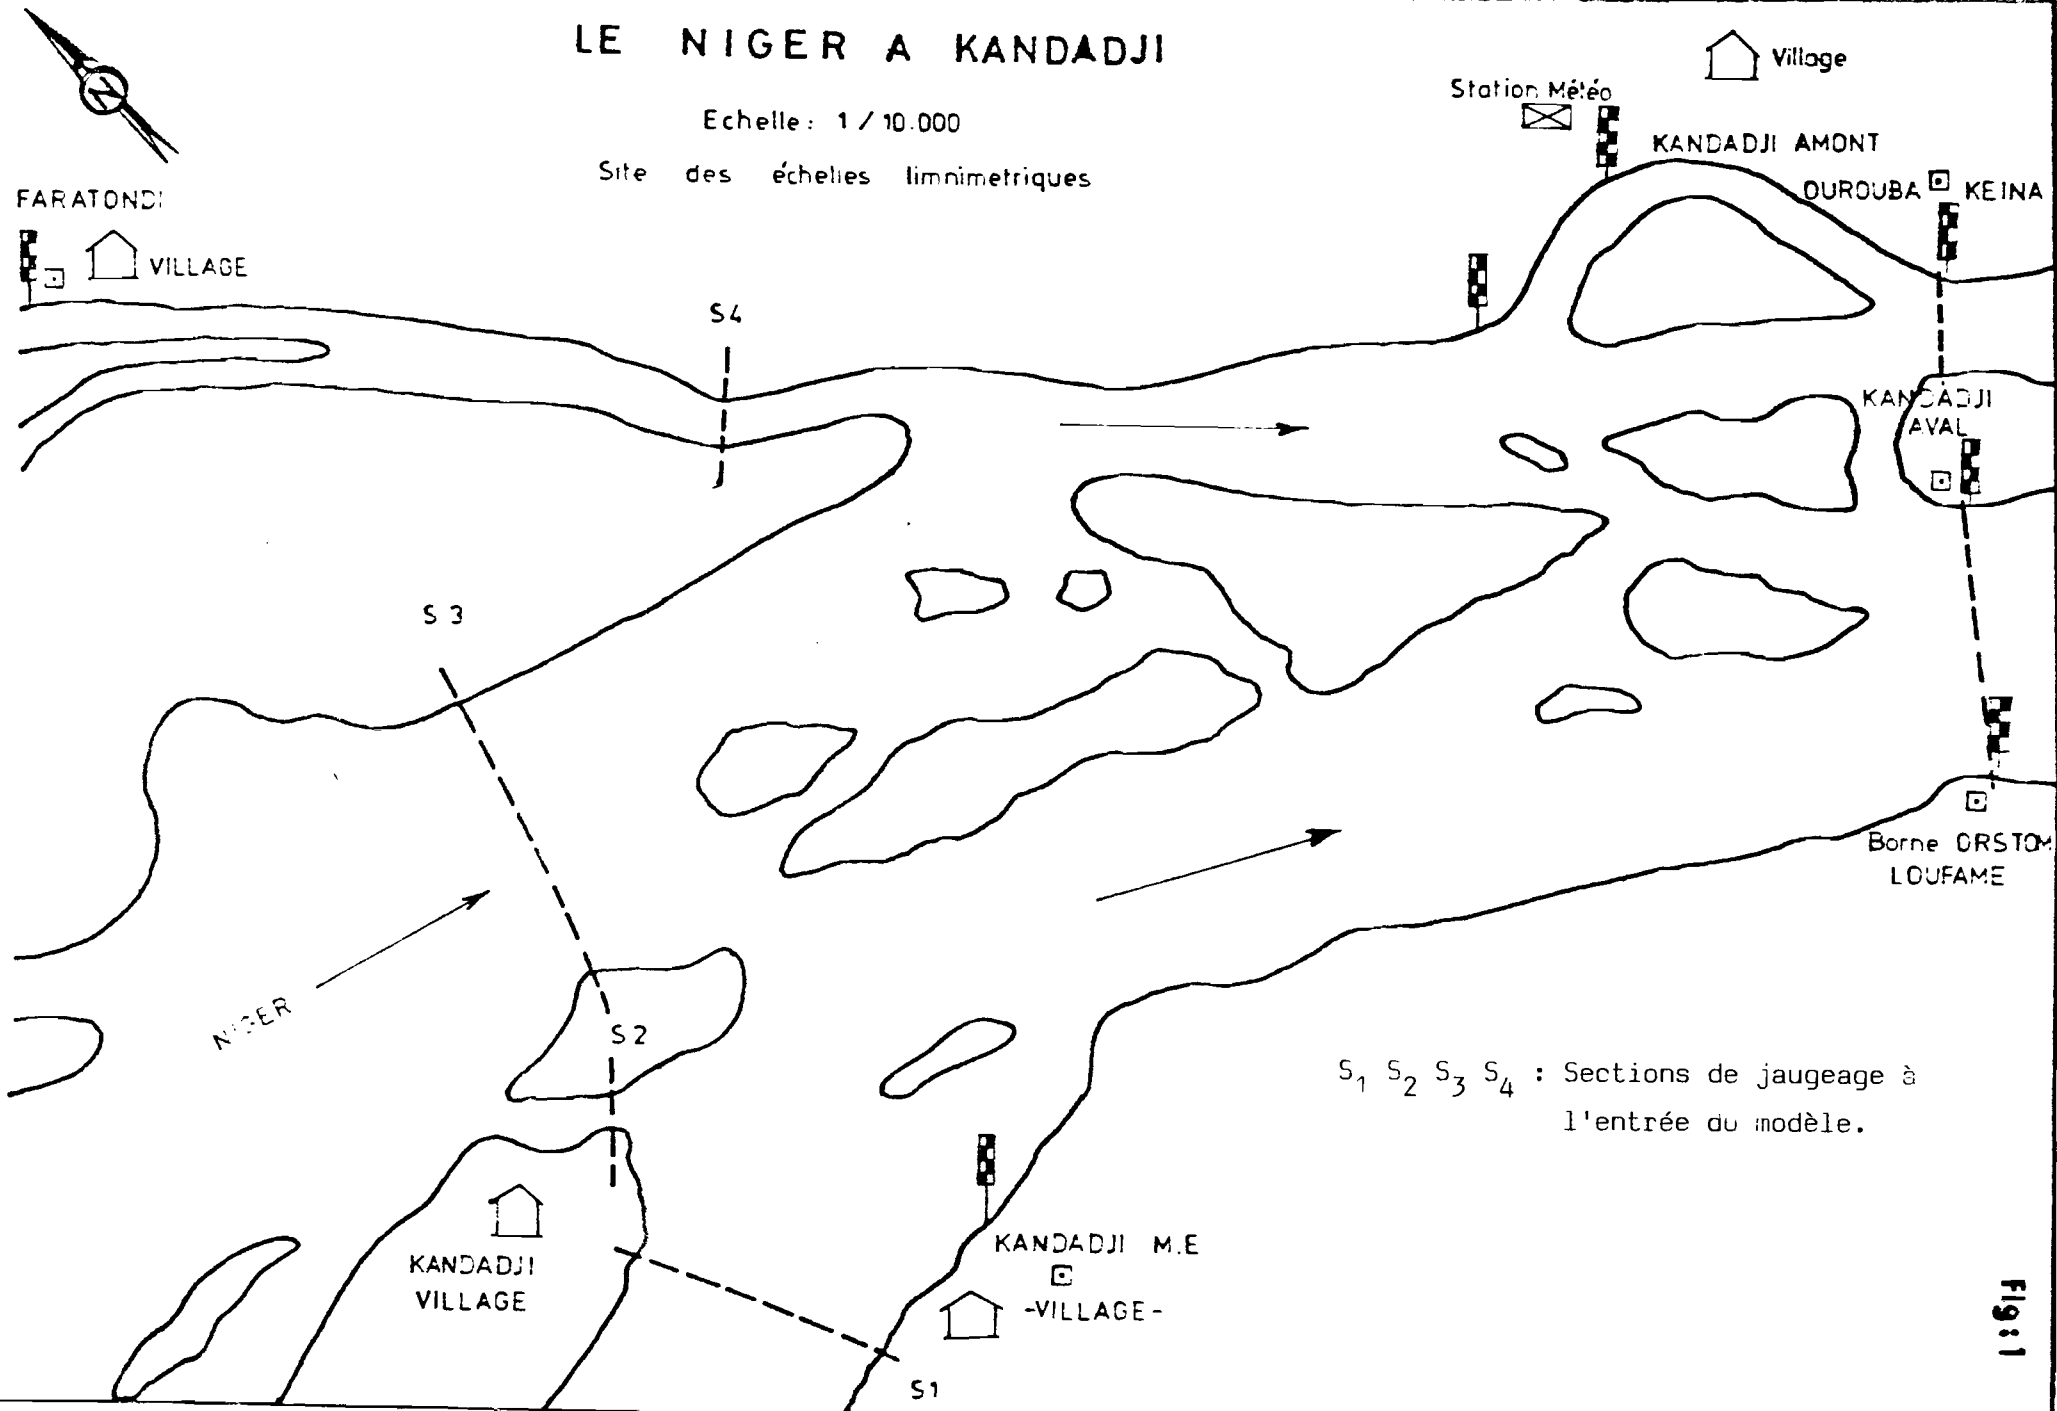 LE NIGER A KANDADJI
Echelle: 1 / 10.000
Site des échelles limnimetriques
N
Village
Station Météo
KANDADJI AMONT
OUROUBA KEINA
FARATONDI
VILLAGE
S4
KANDADJI
AVAL
S 3
Borne ORSTOM
LOUFAME
NIGER
S2
S₁ S₂ S₃ S₄ : Sections de jaugeage à
l'entrée du modèle.
KANDADJI
VILLAGE
KANDADJI M.E
-VILLAGE-
S1
Fig:1